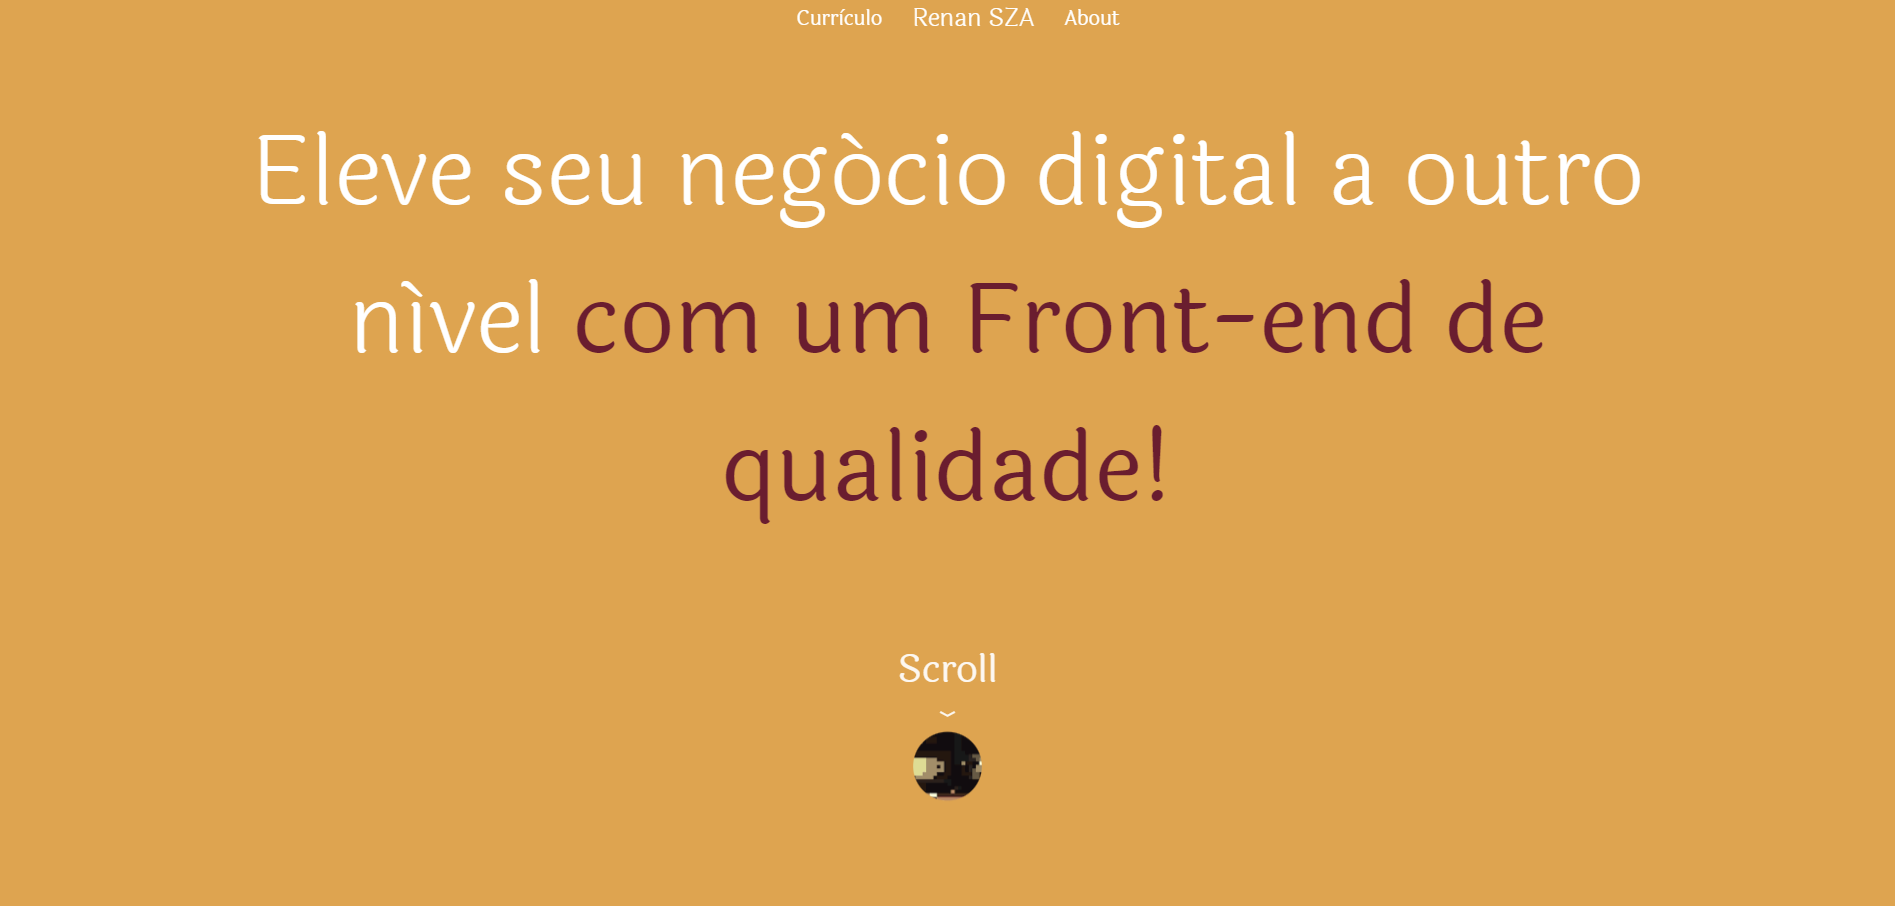 Currículo Renan SZA About
Eleve seu negòcio digital a outro
nìvel com um Front-end de
qualidade!
Scroll